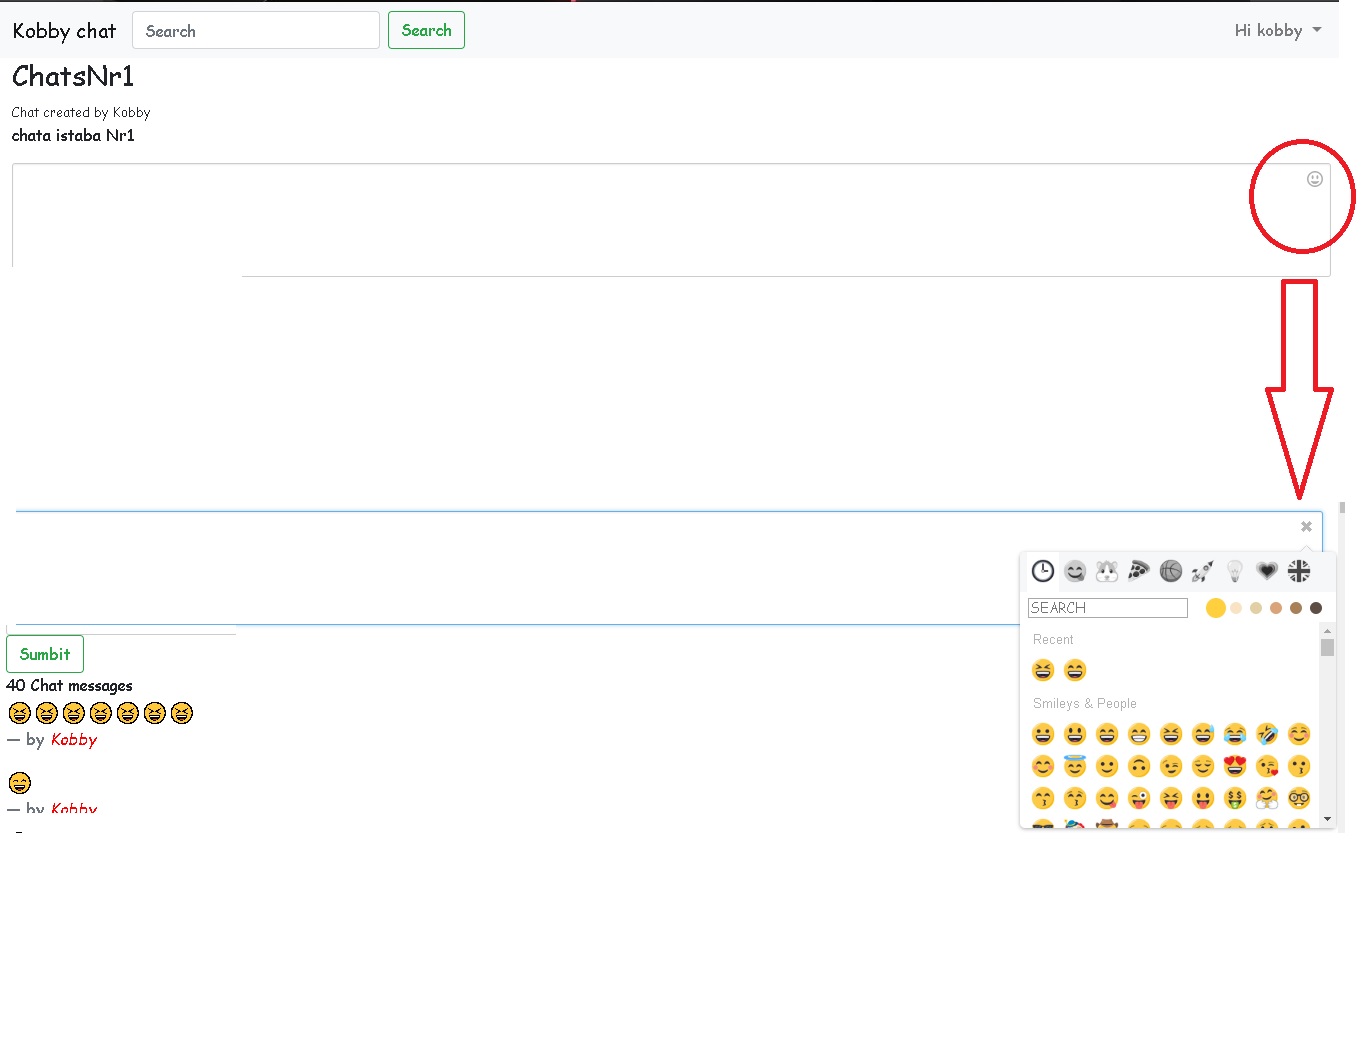 Kobby chat Search Search Hi kobby
ChatsNr1
Chat created by Kobby
chata istaba Nr1
SEARCH
Recent
Smileys & People
Sumbit
40 Chat messages
— by Kobby
— by Kobby